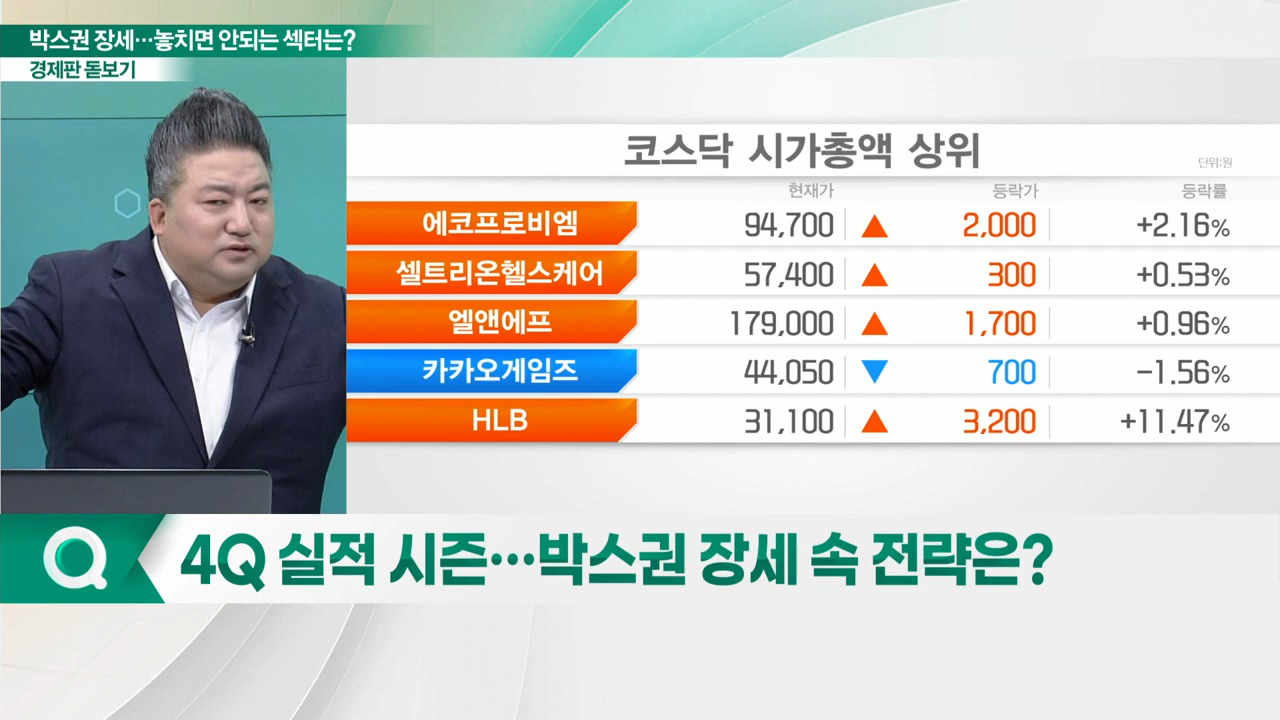 박스권 장세…놓치면 안되는 섹터는?
경제판 돋보기
코스닥 시가총액 상위
단위:원
현재가 등락가 등락률
에코프로비엠 94,700 ▲ 2,000 +2.16%
셀트리온헬스케어 57,400 ▲ 300 +0.53%
엘앤에프 179,000 ▲ 1,700 +0.96%
카카오게임즈 44,050 ▼ 700 -1.56%
HLB 31,100 ▲ 3,200 +11.47%
Q 4Q 실적 시즌…박스권 장세 속 전략은?